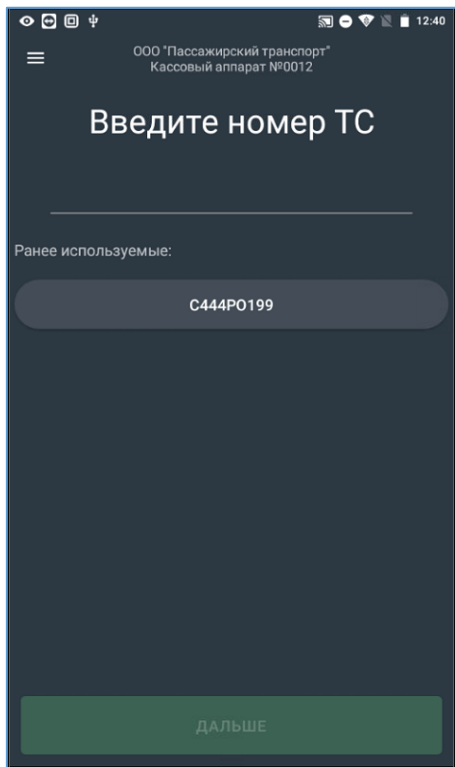 12:40
ООО "Пассажирский транспорт"
Кассовый аппарат №0012
Введите номер ТС
Ранее используемые:
С444РО199
ДАЛЬШЕ